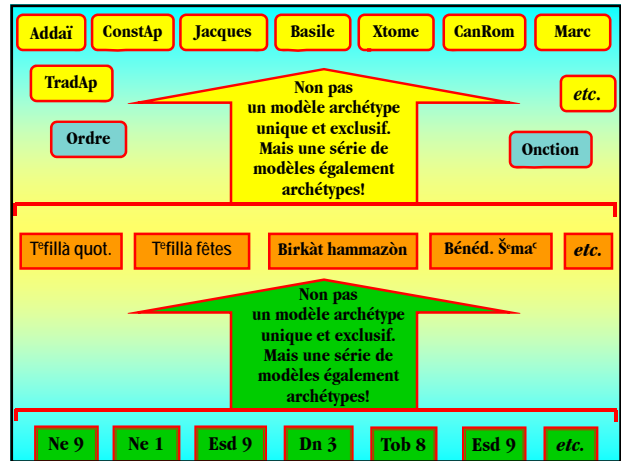 Addaï ConstAp Jacques Basile Xtome CanRom Marc
TradAp
etc.
Ordre
Onction
Non pas
un modèle archétype
unique et exclusif.
Mais une série de
modèles également
archétypes!
Tᵉfillà quot. Tᵉfillà fêtes Birkàt hammazòn Bénéd. Šᵉmaᶜ etc.
Non pas
un modèle archétype
unique et exclusif.
Mais une série de
modèles également
archétypes!
Ne 9 Ne 1 Esd 9 Dn 3 Tob 8 Esd 9 etc.